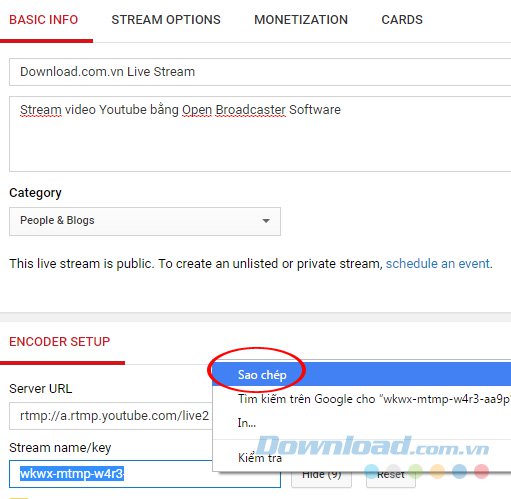 BASIC INFO STREAM OPTIONS MONETIZATION CARDS
Download.com.vn Live Stream
Stream video Youtube bằng Open Broadcaster Software
Category
People & Blogs
This live stream is public. To create an unlisted or private stream, schedule an event.
ENCODER SETUP
Sao chép
Server URL
Tìm kiếm trên Google cho "wkwx-mtmp-w4r3-aa9p"
rtmp://a.rtmp.youtube.com/live2
In...
Download.com.vn
Stream name/key
Kiểm tra
wkwx-mtmp-w4r3-
Hide (9) Reset